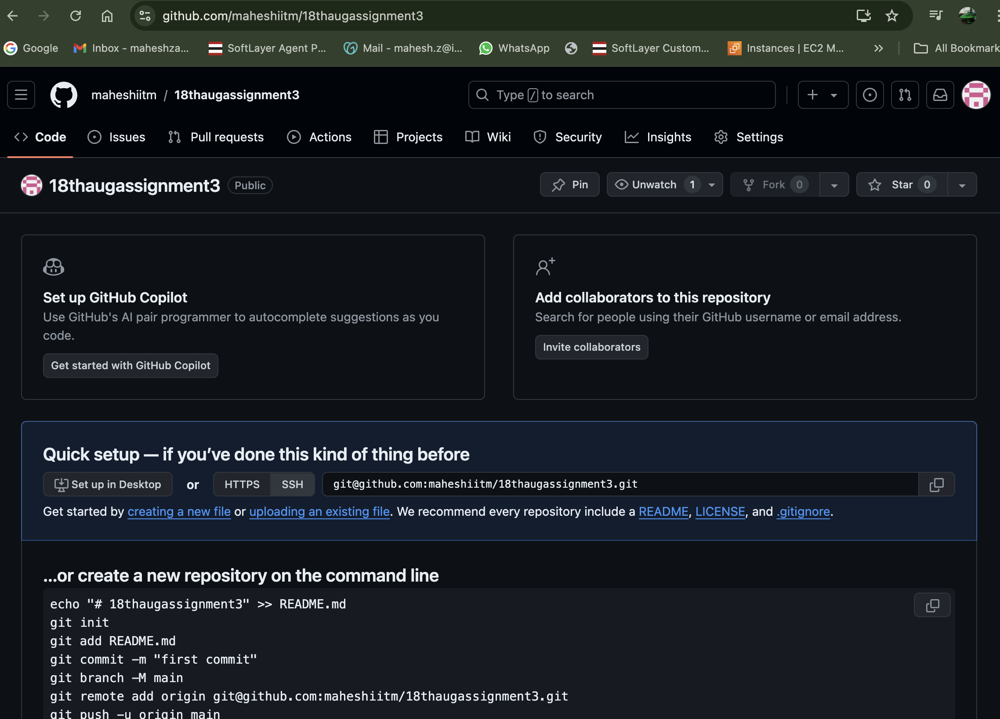 github.com/maheshiitm/18thaugassignment3
Google Inbox - maheshza... SoftLayer Agent P... Mail - mahesh.z@i... WhatsApp SoftLayer Custom... Instances | EC2 M... » All Bookmark
maheshiitm / 18thaugassignment3 Type / to search
Code Issues Pull requests Actions Projects Wiki Security Insights Settings
18thaugassignment3 Public Pin Unwatch 1 Fork 0 Star 0
Set up GitHub Copilot
Use GitHub's AI pair programmer to autocomplete suggestions as you
code.
Get started with GitHub Copilot
Add collaborators to this repository
Search for people using their GitHub username or email address.
Invite collaborators
Quick setup — if you’ve done this kind of thing before
Set up in Desktop or HTTPS SSH git@github.com:maheshiitm/18thaugassignment3.git
Get started by creating a new file or uploading an existing file. We recommend every repository include a README, LICENSE, and .gitignore.
...or create a new repository on the command line
echo "# 18thaugassignment3" >> README.md
git init
git add README.md
git commit -m "first commit"
git branch -M main
git remote add origin git@github.com:maheshiitm/18thaugassignment3.git
git push -u origin main